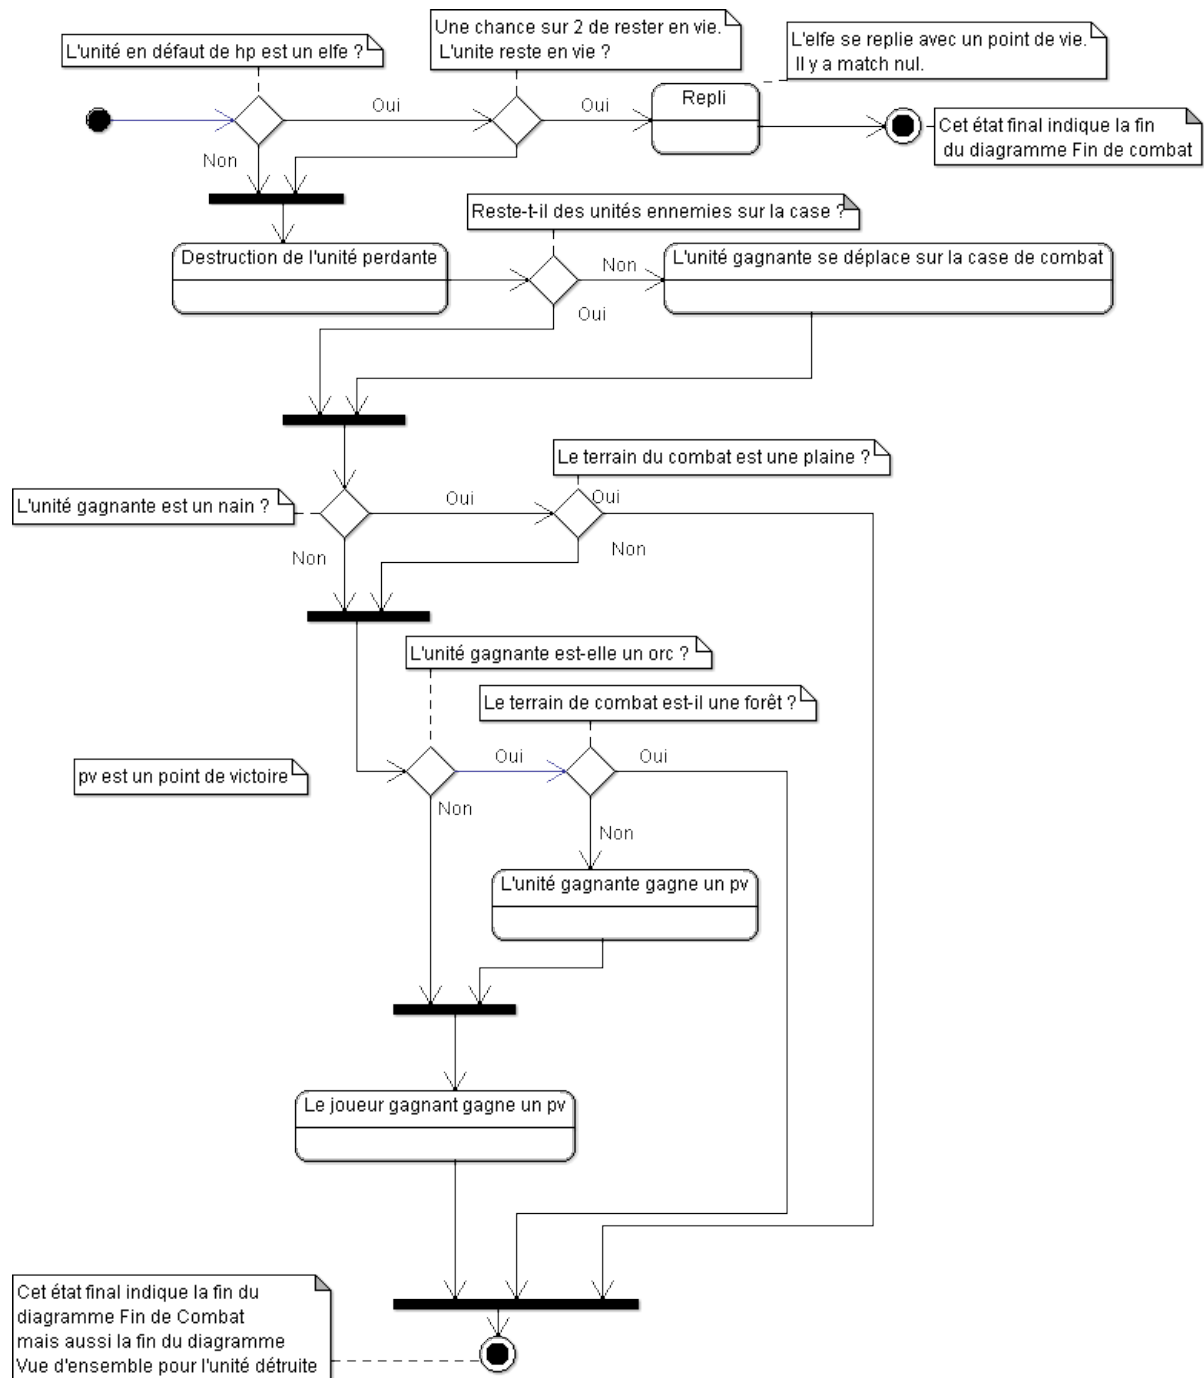 Une chance sur 2 de rester en vie.
L'unite reste en vie ?
L'unité en défaut de hp est un elfe ?
L'elfe se replie avec un point de vie.
Il y a match nul.
Oui
Oui
Repli
Cet état final indique la fin
du diagramme Fin de combat
Non
Reste-t-il des unités ennemies sur la case ?
Destruction de l'unité perdante
Non
L'unité gagnante se déplace sur la case de combat
Oui
Le terrain du combat est une plaine ?
L'unité gagnante est un nain ?
Oui
Oui
Non
Non
L'unité gagnante est-elle un orc ?
Le terrain de combat est-il une forêt ?
pv est un point de victoire
Oui
Oui
Non
Non
L'unité gagnante gagne un pv
Le joueur gagnant gagne un pv
Cet état final indique la fin du
diagramme Fin de Combat
mais aussi la fin du diagramme
Vue d'ensemble pour l'unité détruite